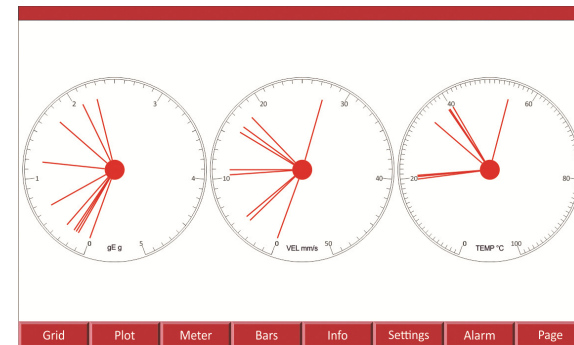 2 3
1 4
0 5
gE g
20 30
10 40
0 50
VEL mm/s
40 60
20 80
0 100
TEMP °C
Grid Plot Meter Bars Info Settings Alarm Page